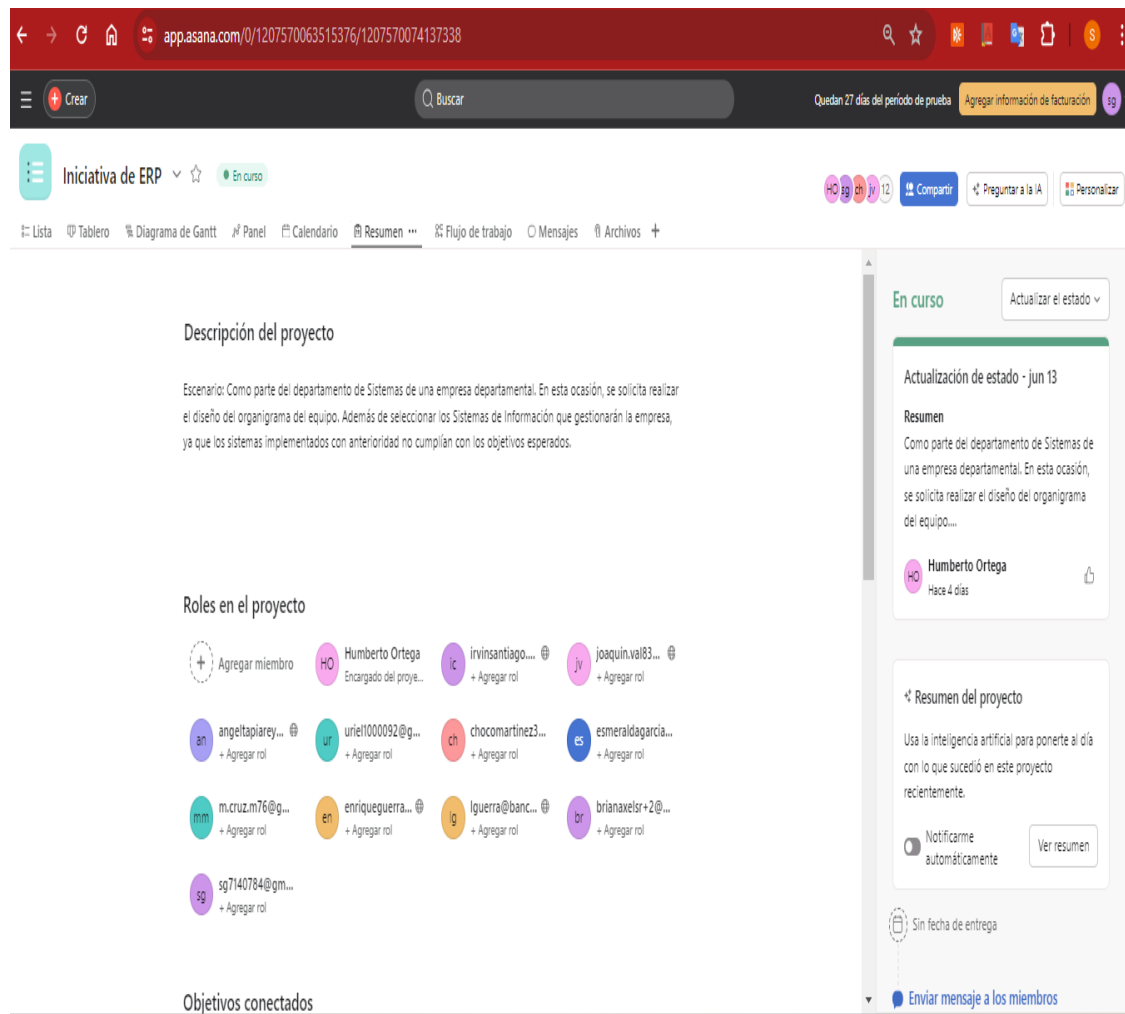 app.asana.com/0/1207570063515376/1207570074137338
S
Crear
Buscar
Quedan 27 días del período de prueba
Agregar información de facturación
sg
Iniciativa de ERP
En curso
HO sg ch jv 12
Compartir
Preguntar a la IA
Personalizar
Lista Tablero Diagrama de Gantt Panel Calendario Resumen ... Flujo de trabajo Mensajes Archivos +
Descripción del proyecto
Escenario: Como parte del departamento de Sistemas de una empresa departamental. En esta ocasión, se solicita realizar
el diseño del organigrama del equipo. Además de seleccionar los Sistemas de Información que gestionarán la empresa,
ya que los sistemas implementados con anterioridad no cumplían con los objetivos esperados.
Roles en el proyecto
+ Agregar miembro
HO Humberto Ortega
Encargado del proye...
ic irvinsantiago....
+ Agregar rol
jv joaquin.val83...
+ Agregar rol
an angeltapiarey...
+ Agregar rol
ur uriel1000092@g...
+ Agregar rol
ch chocomartinez3...
+ Agregar rol
es esmeraldagarcia...
+ Agregar rol
mm m.cruz.m76@g...
+ Agregar rol
en enriqueguerra...
+ Agregar rol
lg lguerra@banc...
+ Agregar rol
br brianaxelsr+2@...
+ Agregar rol
sg sg7140784@gm...
+ Agregar rol
Objetivos conectados
En curso
Actualizar el estado
Actualización de estado - jun 13
Resumen
Como parte del departamento de Sistemas de
una empresa departamental. En esta ocasión,
se solicita realizar el diseño del organigrama
del equipo....
HO Humberto Ortega
Hace 4 días
Resumen del proyecto
Usa la inteligencia artificial para ponerte al día
con lo que sucedió en este proyecto
recientemente.
Notificarme
automáticamente
Ver resumen
Sin fecha de entrega
Enviar mensaje a los miembros